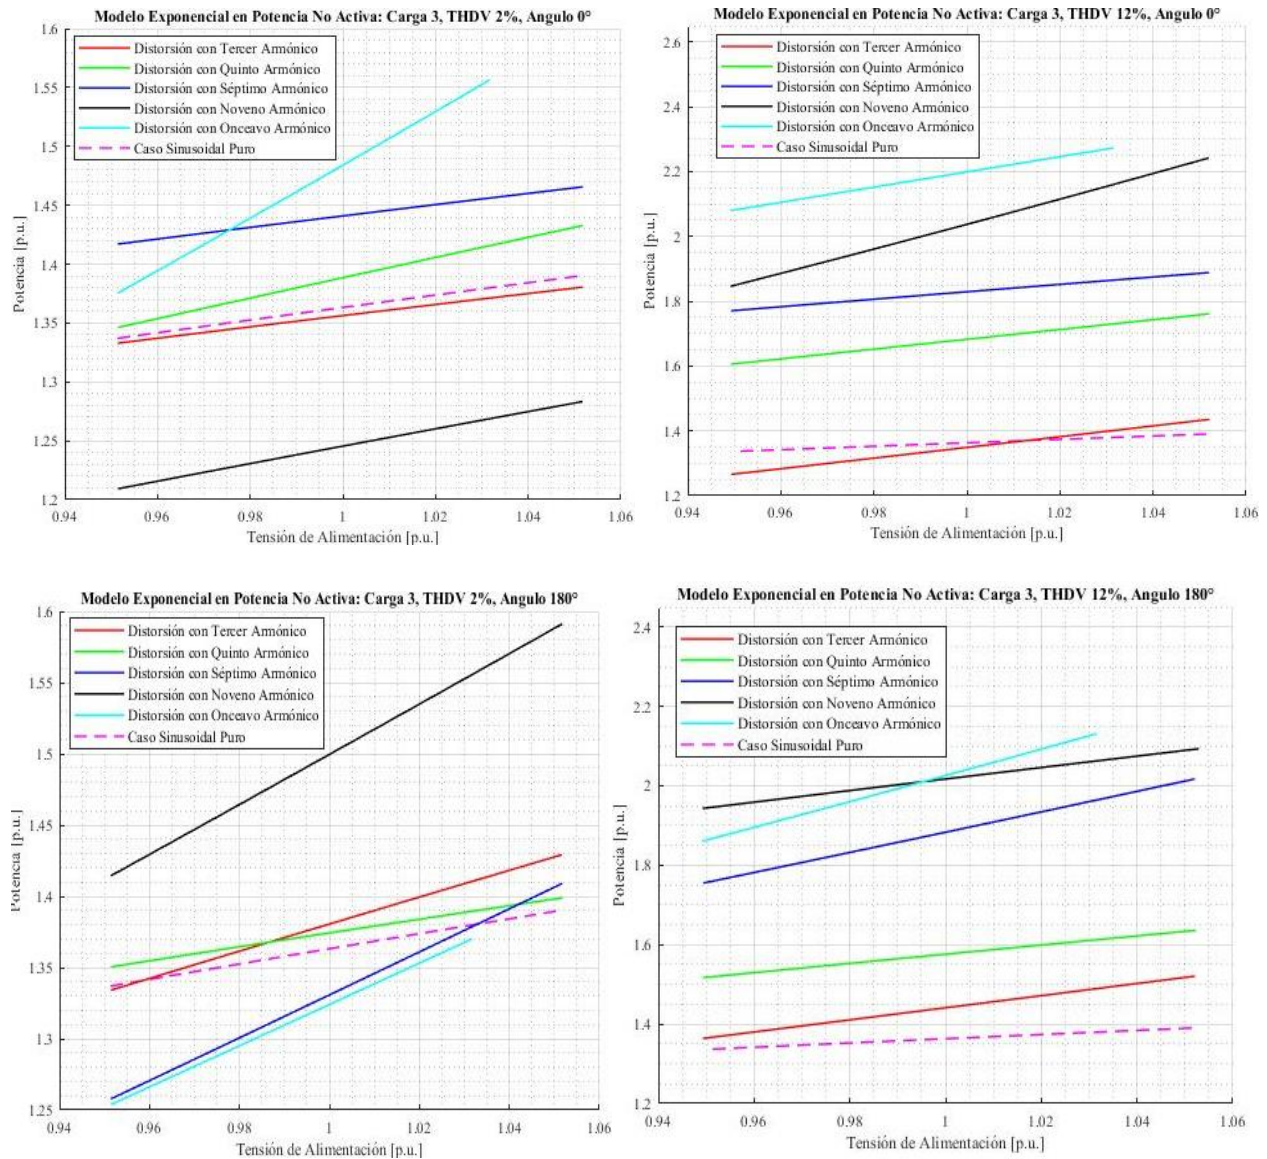 Modelo Exponencial en Potencia No Activa: Carga 3, THDV 2%, Angulo 0°
1.6
1.55
1.5
1.45
1.4
1.35
1.3
1.25
1.2
Potencia [p.u.]
Distorsión con Tercer Armónico
Distorsión con Quinto Armónico
Distorsión con Séptimo Armónico
Distorsión con Noveno Armónico
Distorsión con Onceavo Armónico
Caso Sinusoidal Puro
0.94 0.96 0.98 1 1.02 1.04 1.06
Tensión de Alimentación [p.u.]
Modelo Exponencial en Potencia No Activa: Carga 3, THDV 12%, Angulo 0°
2.6
2.4
2.2
2
1.8
1.6
1.4
1.2
Potencia [p.u.]
Distorsión con Tercer Armónico
Distorsión con Quinto Armónico
Distorsión con Séptimo Armónico
Distorsión con Noveno Armónico
Distorsión con Onceavo Armónico
Caso Sinusoidal Puro
0.94 0.96 0.98 1 1.02 1.04 1.06
Tensión de Alimentación [p.u.]
Modelo Exponencial en Potencia No Activa: Carga 3, THDV 2%, Angulo 180°
1.6
1.55
1.5
1.45
1.4
1.35
1.3
1.25
Potencia [p.u.]
Distorsión con Tercer Armónico
Distorsión con Quinto Armónico
Distorsión con Séptimo Armónico
Distorsión con Noveno Armónico
Distorsión con Onceavo Armónico
Caso Sinusoidal Puro
0.94 0.96 0.98 1 1.02 1.04 1.06
Tensión de Alimentación [p.u.]
Modelo Exponencial en Potencia No Activa: Carga 3, THDV 12%, Angulo 180°
2.4
2.2
2
1.8
1.6
1.4
1.2
Potencia [p.u.]
Distorsión con Tercer Armónico
Distorsión con Quinto Armónico
Distorsión con Séptimo Armónico
Distorsión con Noveno Armónico
Distorsión con Onceavo Armónico
Caso Sinusoidal Puro
0.94 0.96 0.98 1 1.02 1.04 1.06
Tensión de Alimentación [p.u.]